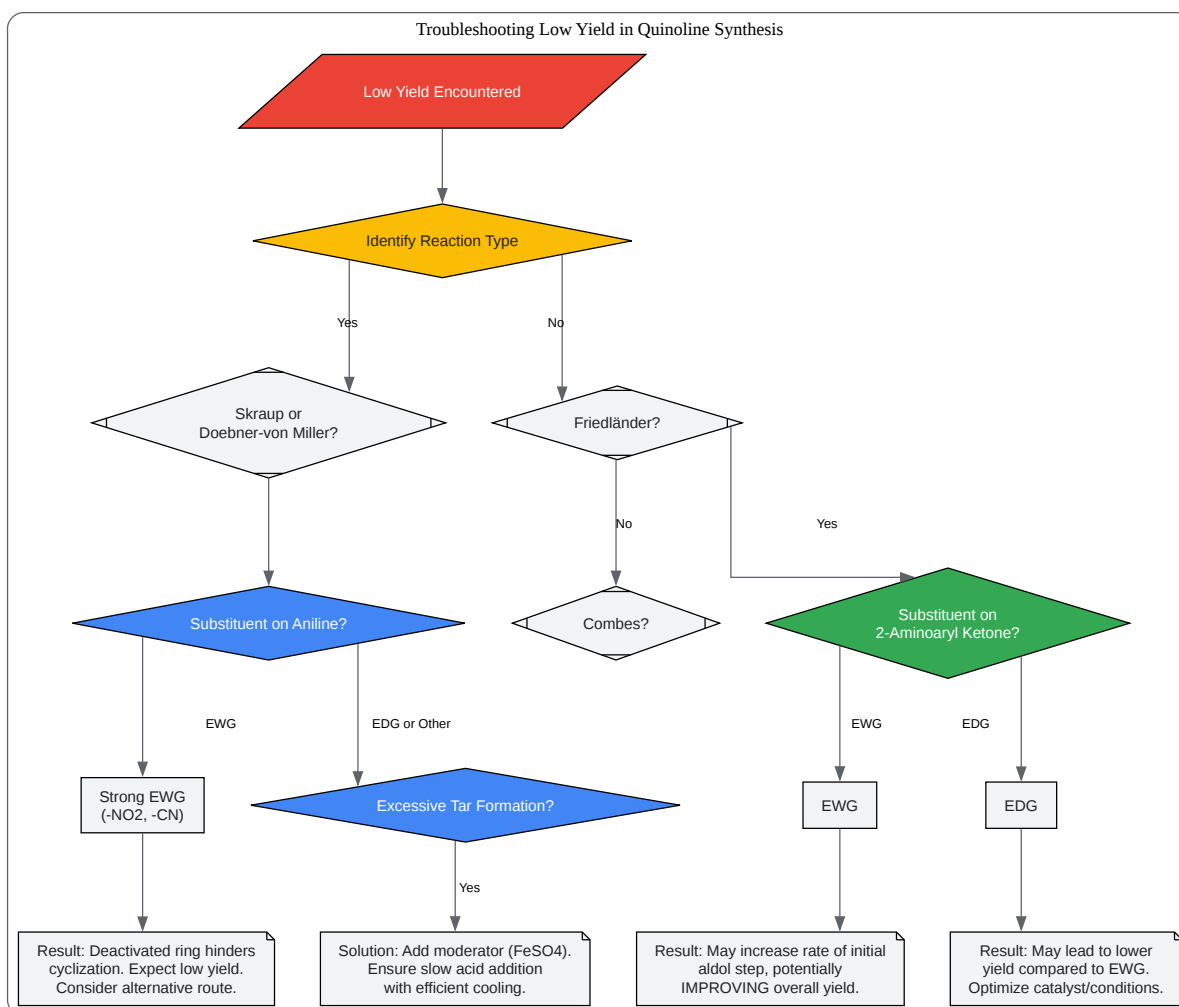 Troubleshooting Low Yield in Quinoline Synthesis
Low Yield Encountered
Identify Reaction Type
Yes
No
Skraup or
Doebner-von Miller?
Friedländer?
No
Yes
Substituent on Aniline?
Combes?
Substituent on
2-Aminoaryl Ketone?
EWG
EDG or Other
EWG
EDG
Strong EWG
(-NO2, -CN)
Excessive Tar Formation?
EWG
EDG
Yes
Result: Deactivated ring hinders
cyclization. Expect low yield.
Consider alternative route.
Solution: Add moderator (FeSO4).
Ensure slow acid addition
with efficient cooling.
Result: May increase rate of initial
aldol step, potentially
IMPROVING overall yield.
Result: May lead to lower
yield compared to EWG.
Optimize catalyst/conditions.